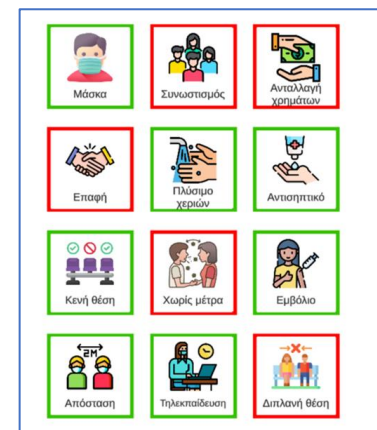 Μάσκα
Συνωστισμός
Ανταλλαγή
χρημάτων
Επαφή
Πλύσιμο
χεριών
Αντισηπτικό
Κενή θέση
Χωρίς μέτρα
Εμβόλιο
2M
Απόσταση
Τηλεκπαίδευση
Διπλανή θέση